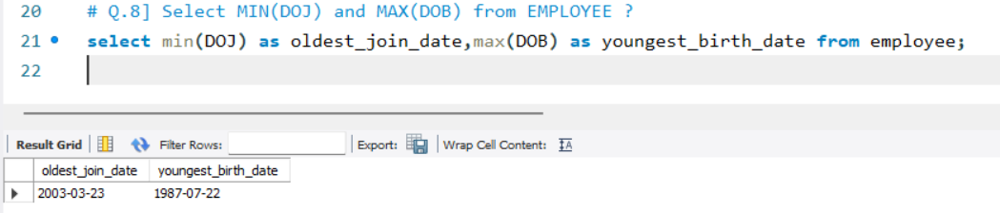 20 # Q.8] Select MIN(DOJ) and MAX(DOB) from EMPLOYEE ?
21 select min(DOJ) as oldest_join_date,max(DOB) as youngest_birth_date from employee;
22
Result Grid Filter Rows: Export: Wrap Cell Content: IA
oldest_join_date youngest_birth_date
2003-03-23 1987-07-22